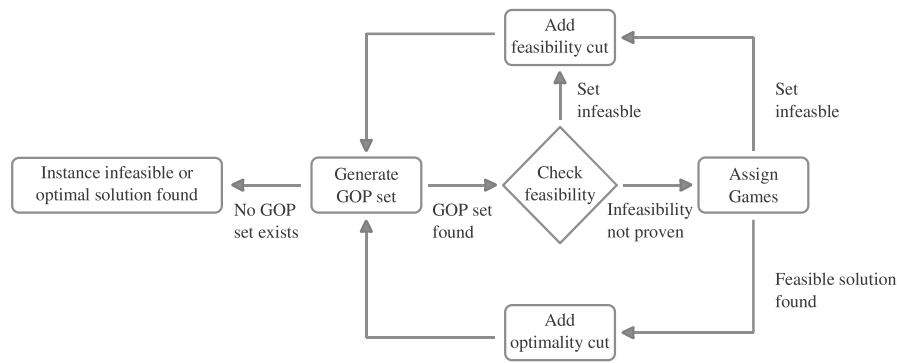 Add
feasibility cut
Set
infeasble
Set
infeasble
Instance infeasible or
optimal solution found
Generate
GOP set
Check
feasibility
Assign
Games
No GOP
set exists
GOP set
found
Infeasibility
not proven
Feasible solution
found
Add
optimality cut